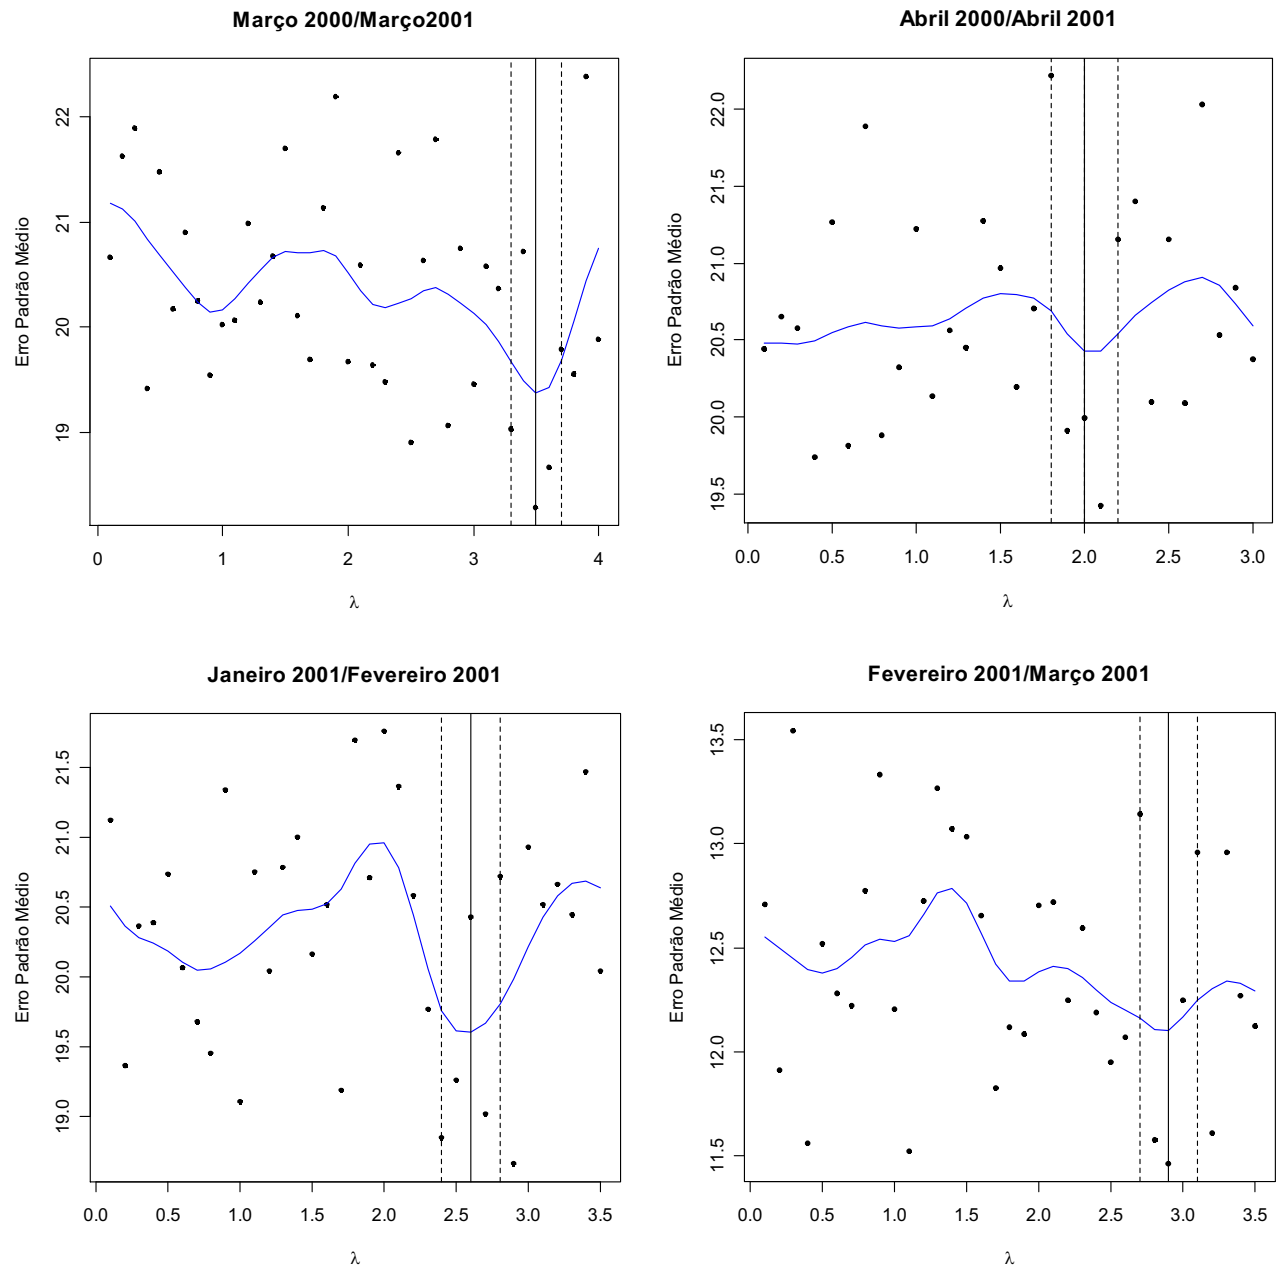 Março 2000/Março2001
Erro Padrão Médio
22
21
20
19
0 1 2 3 4
λ
Abril 2000/Abril 2001
Erro Padrão Médio
22.0
21.5
21.0
20.5
20.0
19.5
0.0 0.5 1.0 1.5 2.0 2.5 3.0
λ
Janeiro 2001/Fevereiro 2001
Erro Padrão Médio
21.5
21.0
20.5
20.0
19.5
19.0
0.0 0.5 1.0 1.5 2.0 2.5 3.0 3.5
λ
Fevereiro 2001/Março 2001
Erro Padrão Médio
13.5
13.0
12.5
12.0
11.5
0.0 0.5 1.0 1.5 2.0 2.5 3.0 3.5
λ